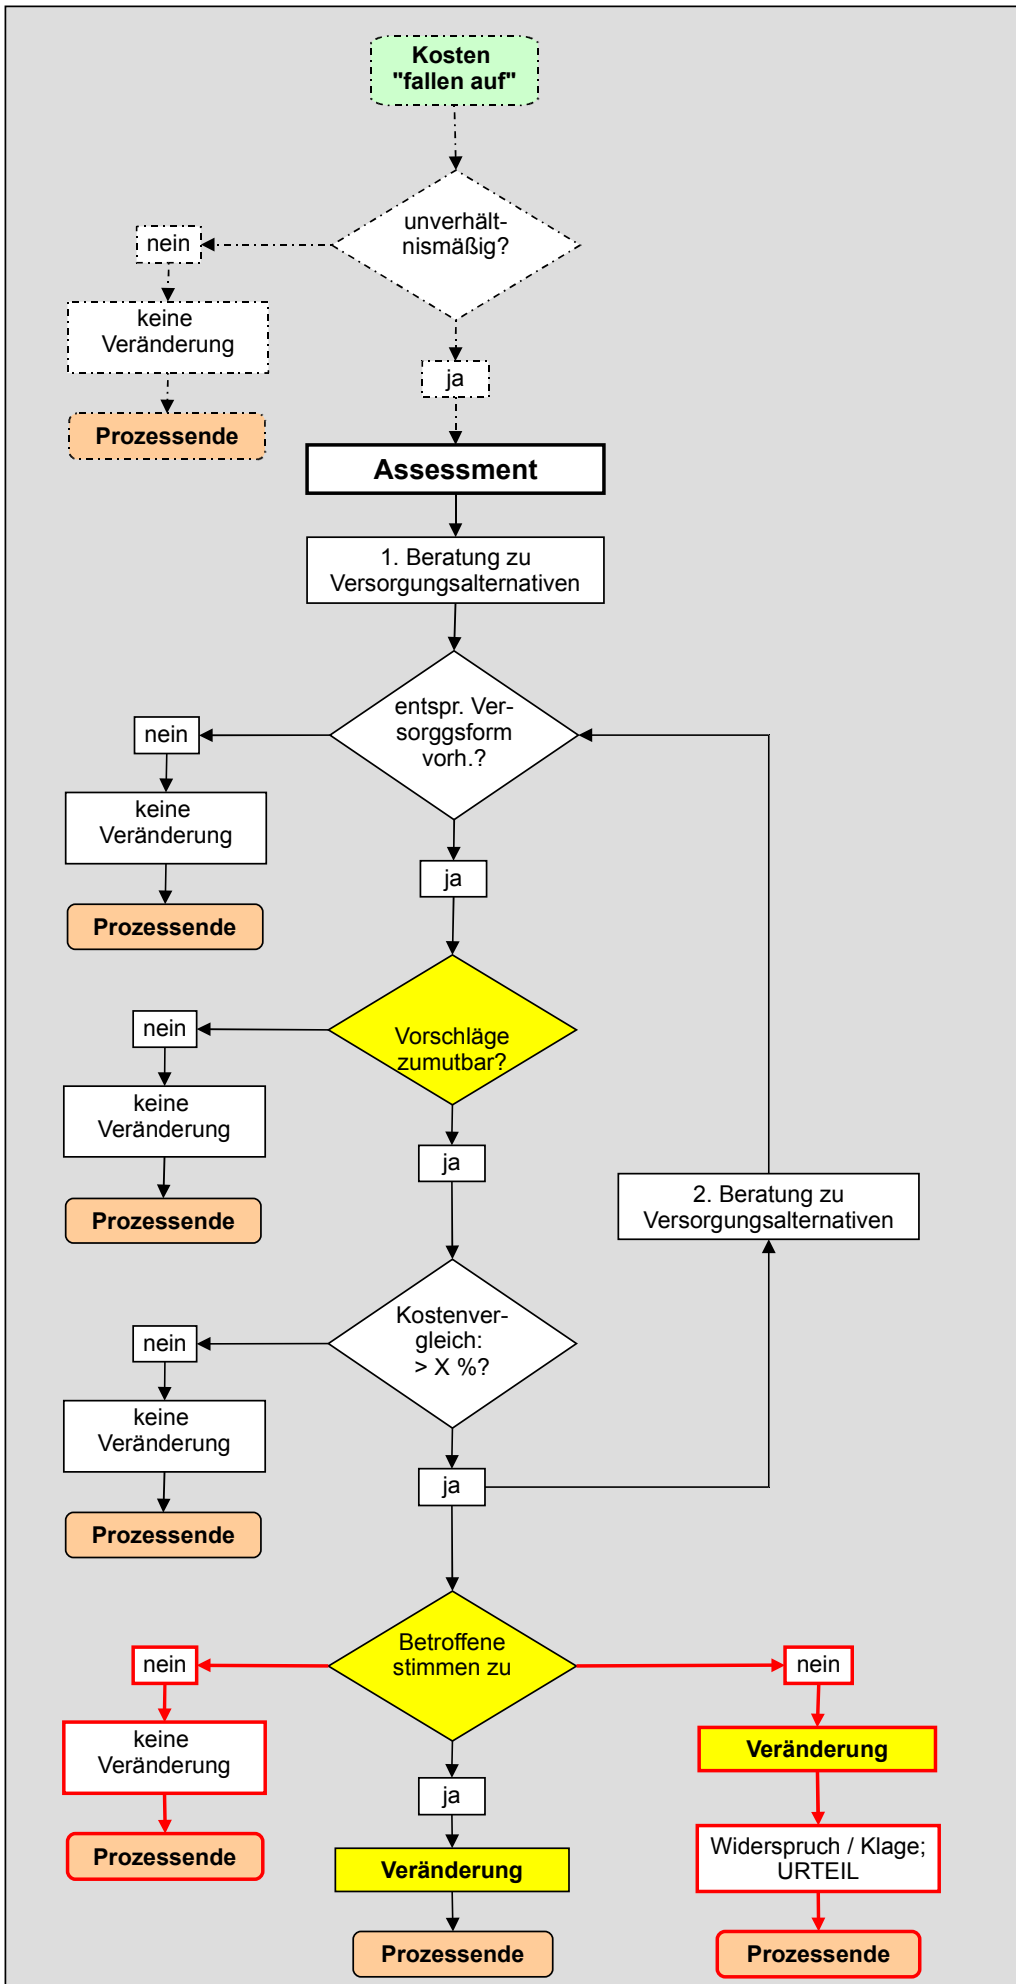 Kosten
"fallen auf"
unverhält-
nismäßig?
nein
keine
Veränderung
ja
Prozessende
Assessment
1. Beratung zu
Versorgungsalternativen
entspr. Ver-
sorggsform
vorh.?
nein
keine
Veränderung
ja
Prozessende
Vorschläge
zumutbar?
nein
keine
Veränderung
ja
Prozessende
2. Beratung zu
Versorgungsalternativen
Kostenver-
gleich:
> X %?
nein
keine
Veränderung
ja
Prozessende
Betroffene
stimmen zu
nein
nein
keine
Veränderung
Veränderung
ja
Prozessende
Widerspruch / Klage;
URTEIL
Veränderung
Prozessende
Prozessende